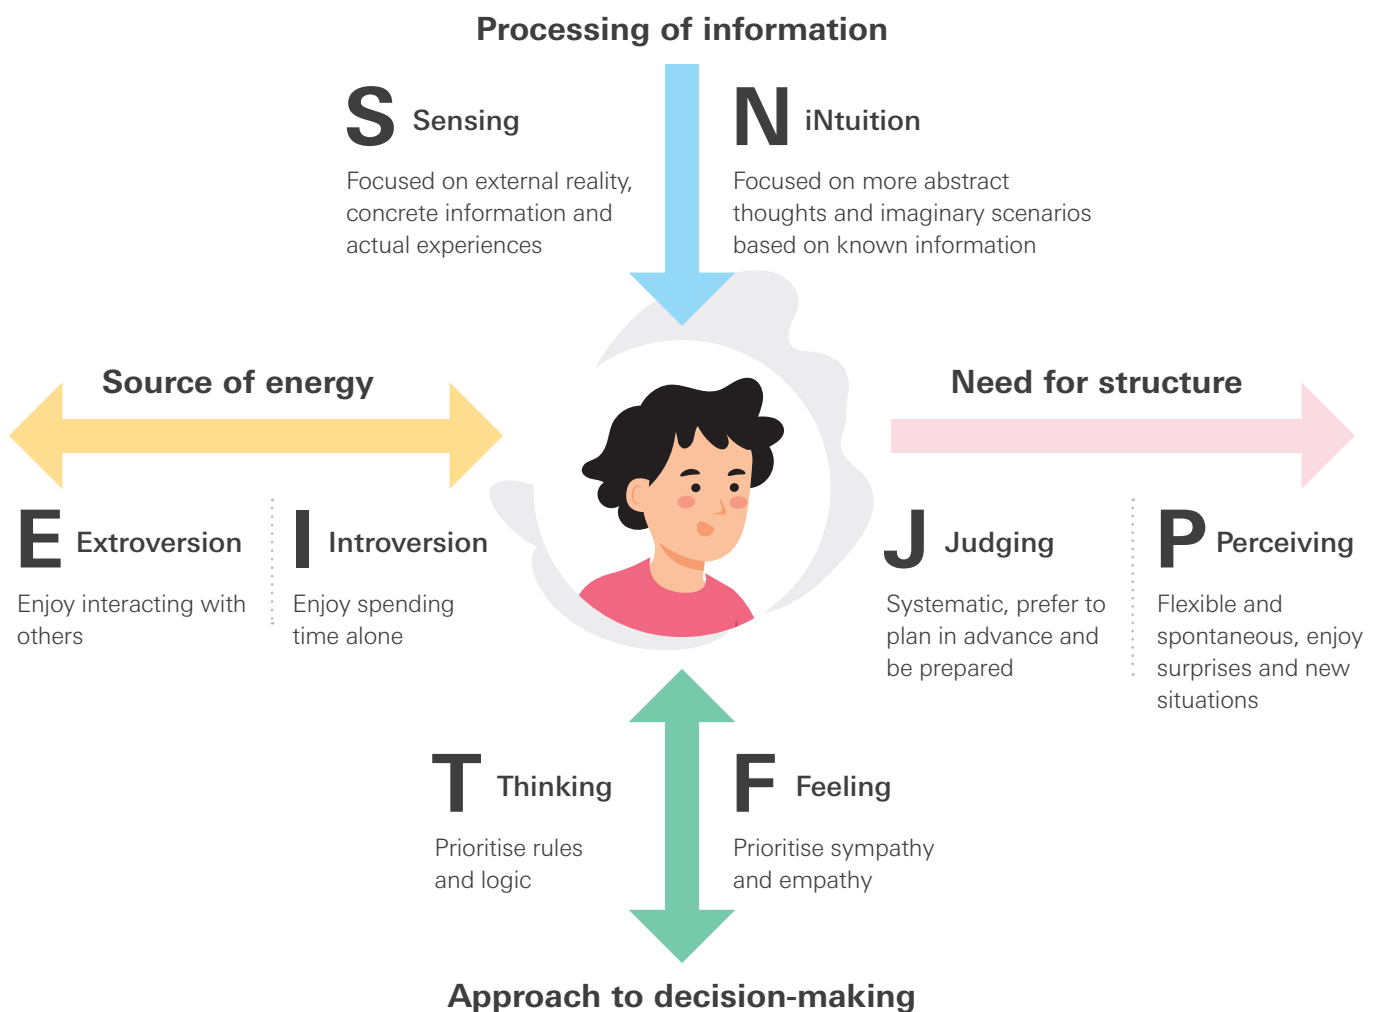 Processing of information
S Sensing
Focused on external reality,
concrete information and
actual experiences
N iNtuition
Focused on more abstract
thoughts and imaginary scenarios
based on known information
Source of energy
E Extroversion
Enjoy interacting with
others
I Introversion
Enjoy spending
time alone
Need for structure
J Judging
Systematic, prefer to
plan in advance and
be prepared
P Perceiving
Flexible and
spontaneous, enjoy
surprises and new
situations
T Thinking
Prioritise rules
and logic
F Feeling
Prioritise sympathy
and empathy
Approach to decision-making